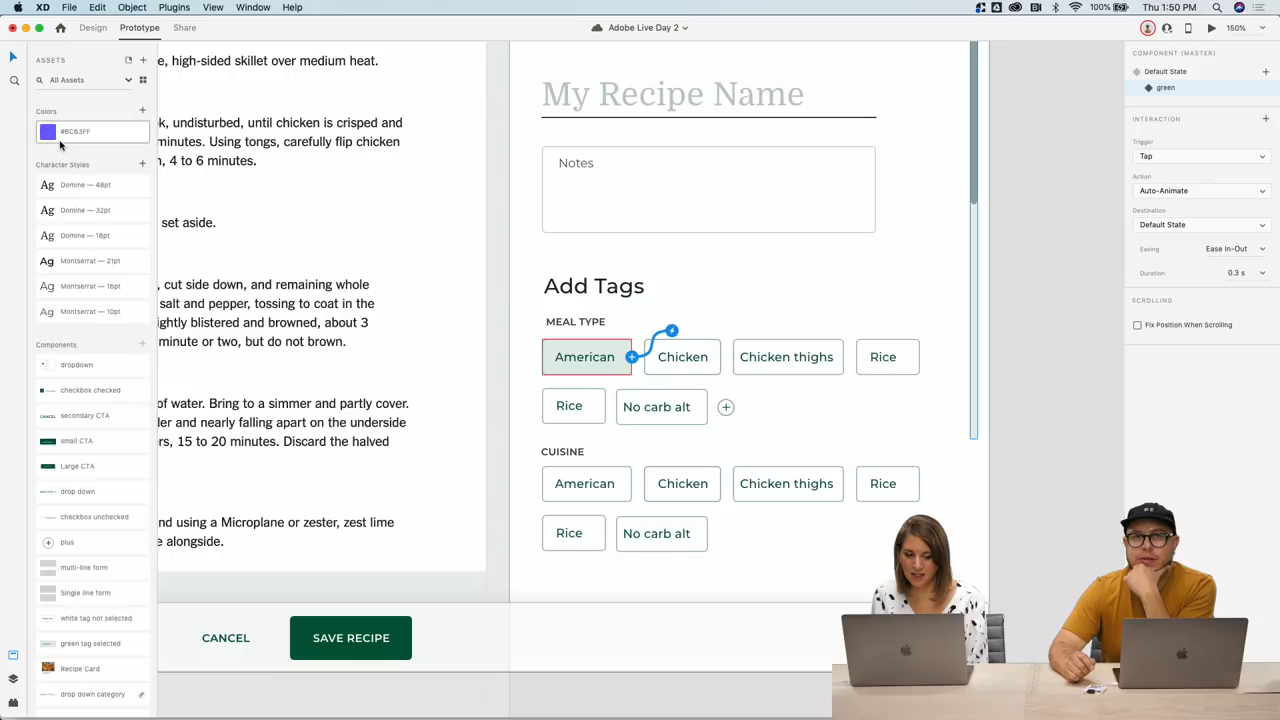 XD File Edit Object Plugins View Window Help
100% Thu 1:50 PM
Design Prototype Share
Adobe Live Day 2
150%
ASSETS
All Assets
Colors
#6C63FF
Character Styles
Ag Domine — 48pt
Ag Domine — 32pt
Ag Domine — 18pt
Ag Montserrat — 21pt
Ag Montserrat — 16pt
Ag Montserrat — 10pt
Components
dropdown
checkbox checked
CANCEL secondary CTA
small CTA
Large CTA
drop down
checkbox unchecked
plus
multi-line form
Single line form
white tag not selected
green tag selected
Recipe Card
drop down category
e, high-sided skillet over medium heat.
k, undisturbed, until chicken is crisped and
minutes. Using tongs, carefully flip chicken
n, 4 to 6 minutes.
set aside.
, cut side down, and remaining whole
salt and pepper, tossing to coat in the
ightly blistered and browned, about 3
minute or two, but do not brown.
of water. Bring to a simmer and partly cover.
ler and nearly falling apart on the underside
rs, 15 to 20 minutes. Discard the halved
nd using a Microplane or zester, zest lime
e alongside.
CANCEL SAVE RECIPE
My Recipe Name
Notes
Add Tags
MEAL TYPE
American Chicken Chicken thighs Rice
Rice No carb alt
CUISINE
American Chicken Chicken thighs Rice
Rice No carb alt
COMPONENT (MASTER)
Default State
green
INTERACTION
Trigger
Tap
Action
Auto-Animate
Destination
Default State
Easing Ease In-Out
Duration 0.3 s
SCROLLING
Fix Position When Scrolling